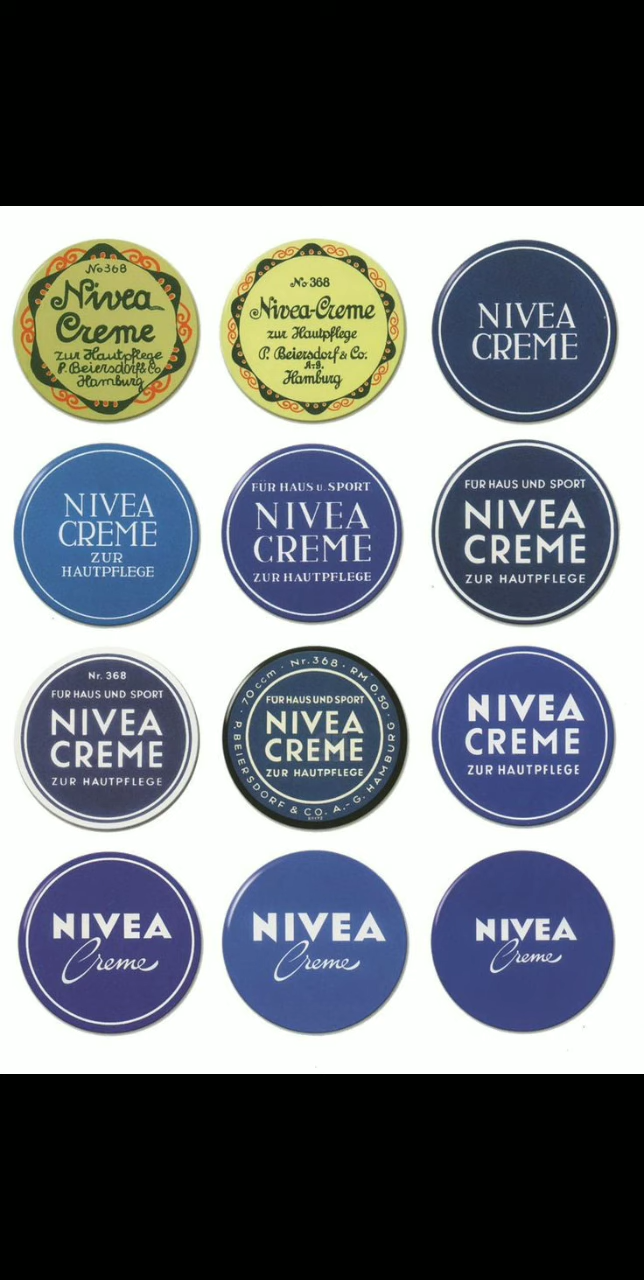 No 368
Nivea
Creme
zur Hautpflege
P. Beiersdorf & Co
Hamburg
No 368
Nivea-Creme
zur Hautpflege
P. Beiersdorf & Co.
A.-G.
Hamburg
NIVEA
CREME
NIVEA
CREME
ZUR
HAUTPFLEGE
FÜR HAUS U. SPORT
NIVEA
CREME
ZUR HAUTPFLEGE
FÜR HAUS UND SPORT
NIVEA
CREME
ZUR HAUTPFLEGE
Nr. 368
FÜR HAUS UND SPORT
NIVEA
CREME
ZUR HAUTPFLEGE
· 70 ccm · Nr. 368 · RM 0,50 ·
FÜR HAUS UND SPORT
NIVEA
CREME
ZUR HAUTPFLEGE
P. BEIERSDORF & CO. A.-G. HAMBURG
NIVEA
CREME
ZUR HAUTPFLEGE
NIVEA
Creme
NIVEA
Creme
NIVEA
Creme